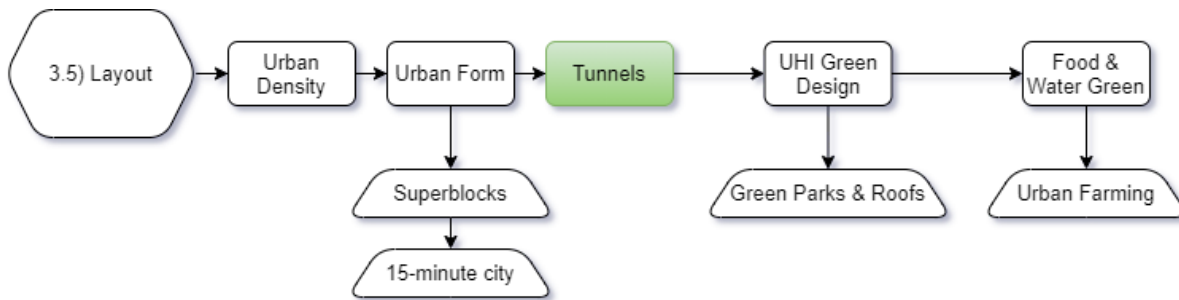 3.5) Layout
Urban
Density
Urban Form
Tunnels
UHI Green
Design
Food &
Water Green
Superblocks
Green Parks & Roofs
Urban Farming
15-minute city